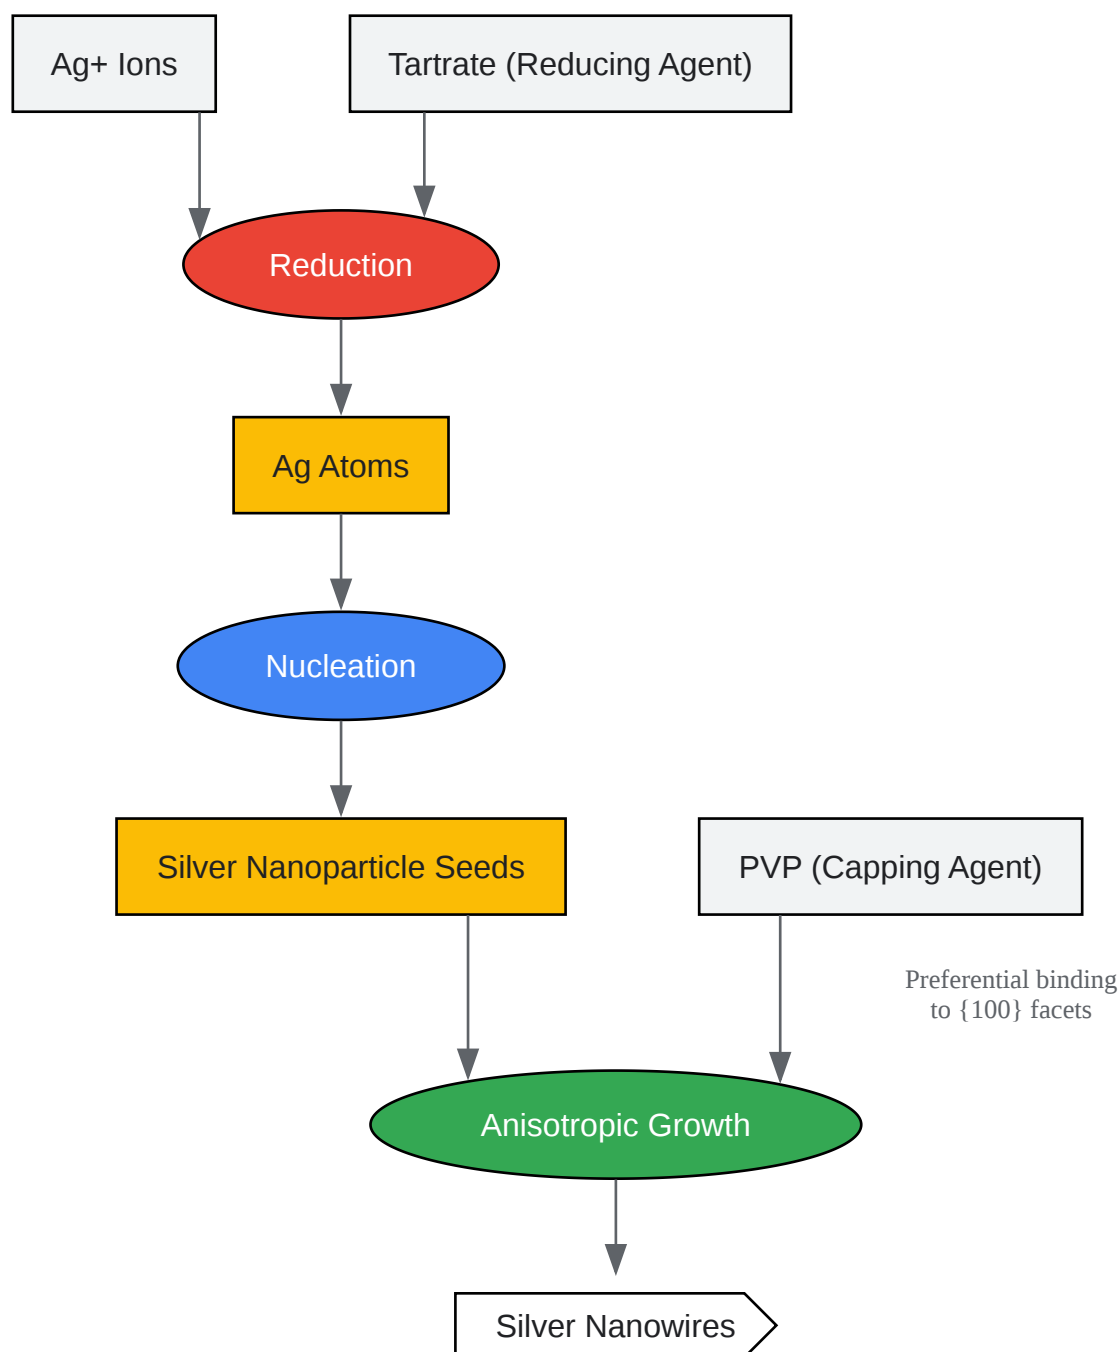 Ag+ Ions
Tartrate (Reducing Agent)
Reduction
Ag Atoms
Nucleation
Silver Nanoparticle Seeds
PVP (Capping Agent)
Preferential binding
to {100} facets
Anisotropic Growth
Silver Nanowires